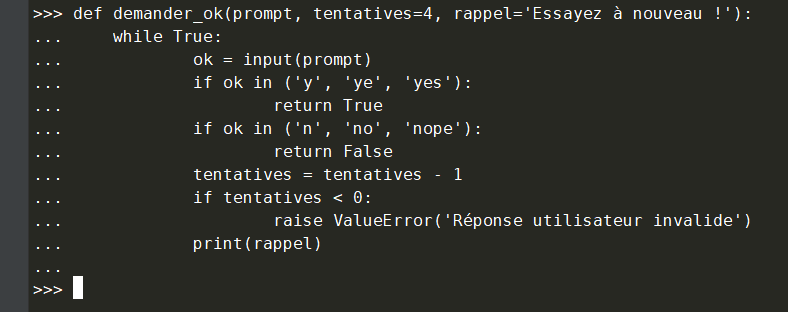 >>> def demander_ok(prompt, tentatives=4, rappel='Essayez à nouveau !'):
...     while True:
...             ok = input(prompt)
...             if ok in ('y', 'ye', 'yes'):
...                     return True
...             if ok in ('n', 'no', 'nope'):
...                     return False
...             tentatives = tentatives - 1
...             if tentatives < 0:
...                     raise ValueError('Réponse utilisateur invalide')
...             print(rappel)
...
>>>